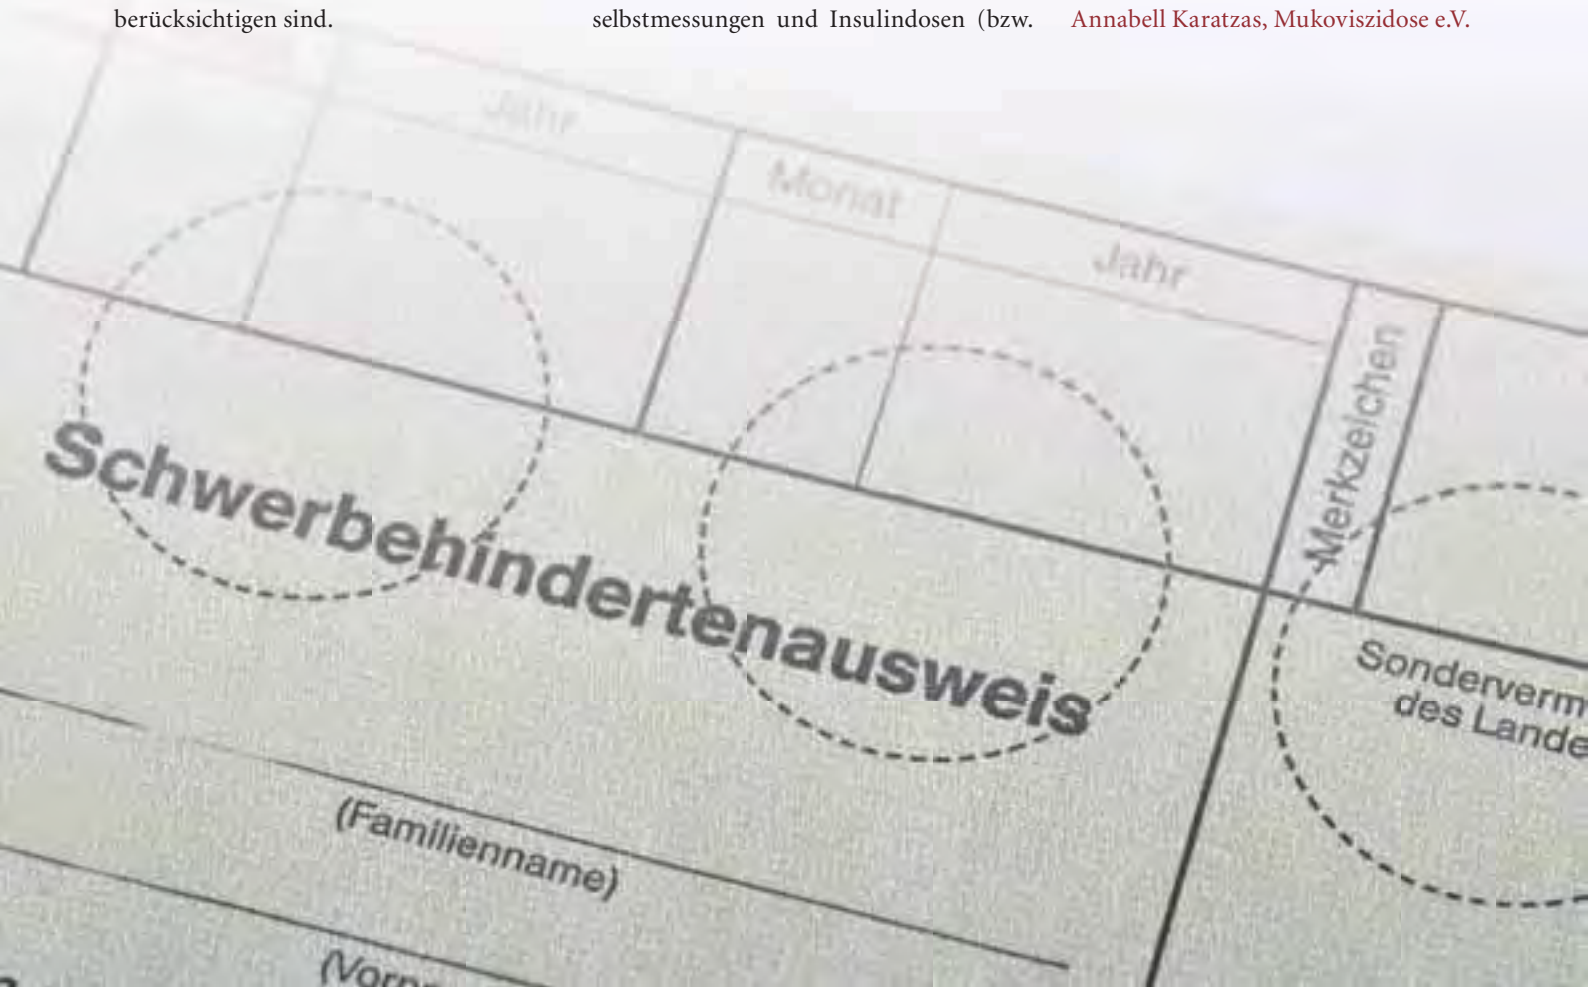 berücksichtigen sind.
selbstmessungen und Insulindosen (bzw.
Annabell Karatzas, Mukoviszidose e.V.
Jahr
Monat
Jahr
Merkzeichen
Schwerbehindertenausweis
Sonderverm
des Lande
(Familienname)